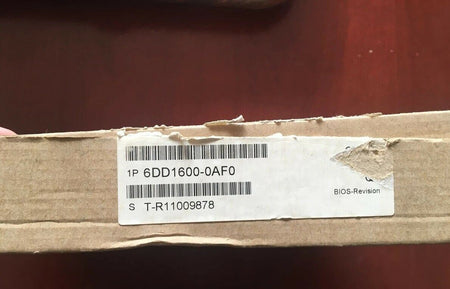 1P 6DD1600-0AF0
BIOS-Revision
S T-R11009878